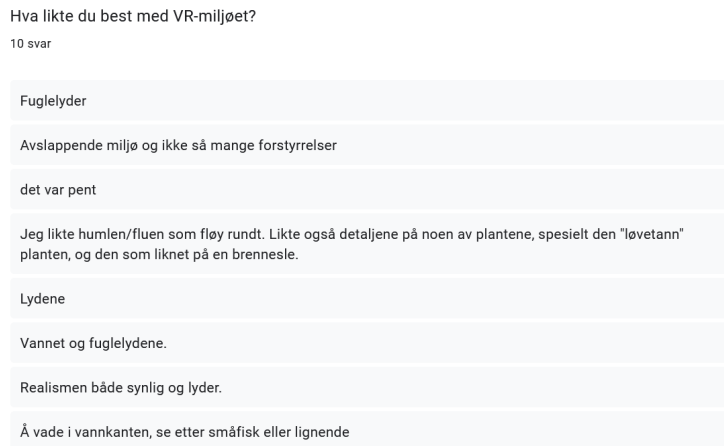 Hva likte du best med VR-miljøet?
10 svar
Fuglelyder
Avslappende miljø og ikke så mange forstyrrelser
det var pent
Jeg likte humlen/fluen som fløy rundt. Likte også detaljene på noen av plantene, spesielt den "løvetann"
planten, og den som liknet på en brennesle.
Lydene
Vannet og fuglelydene.
Realismen både synlig og lyder.
Å vade i vannkanten, se etter småfisk eller lignende